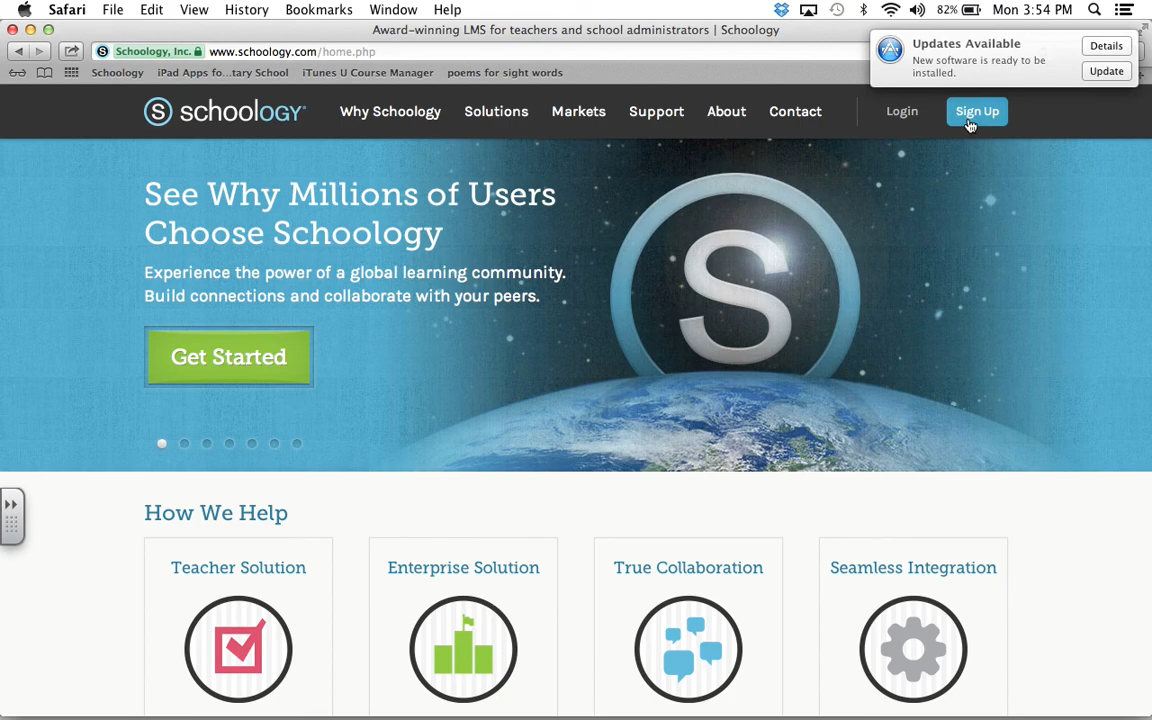 Safari File Edit View History Bookmarks Window Help 82% Mon 3:54 PM
Award-winning LMS for teachers and school administrators | Schoology
Schoology, Inc. www.schoology.com/home.php
Schoology iPad Apps fo...tary School iTunes U Course Manager poems for sight words
Updates Available
New software is ready to be
installed.
Details
Update
S schoology Why Schoology Solutions Markets Support About Contact Login Sign Up
See Why Millions of Users
Choose Schoology
Experience the power of a global learning community.
Build connections and collaborate with your peers.
Get Started
S
How We Help
Teacher Solution Enterprise Solution True Collaboration Seamless Integration